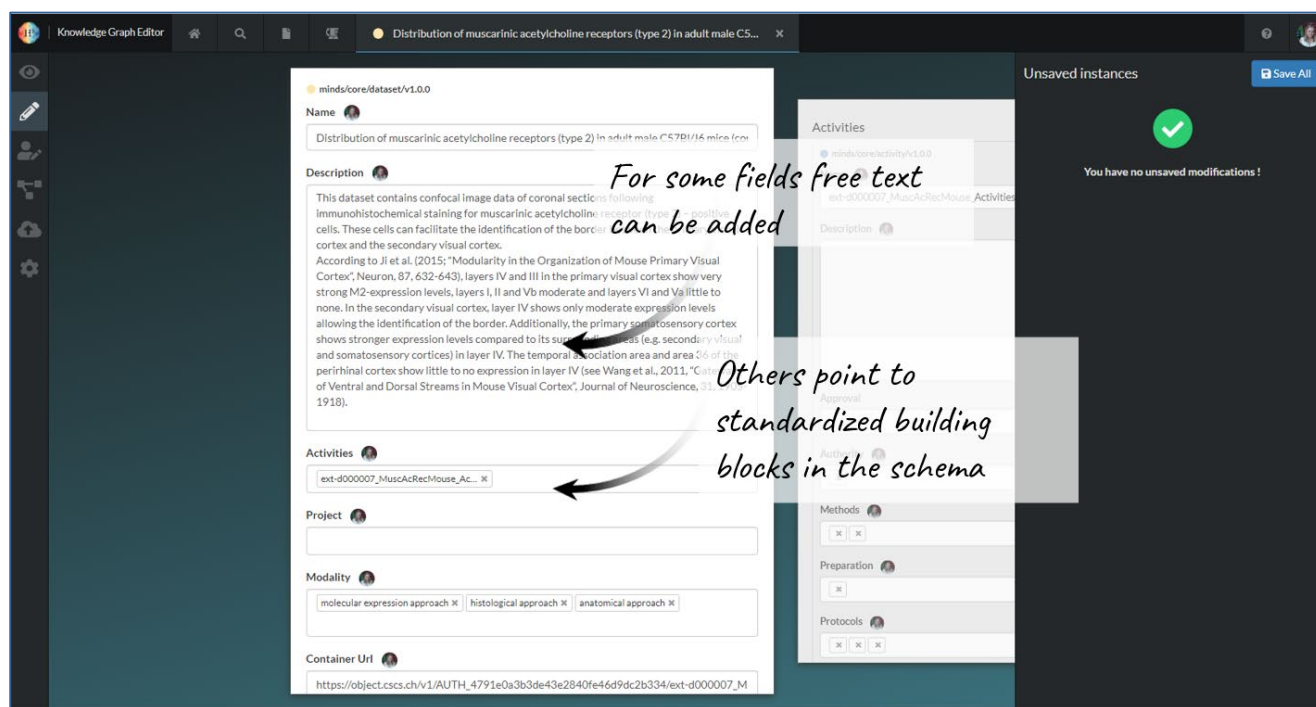 Knowledge Graph Editor
Distribution of muscarinic acetylcholine receptors (type 2) in adult male C5...
Unsaved instances
Save All
You have no unsaved modifications !
minds/core/dataset/v1.0.0
Name
Distribution of muscarinic acetylcholine receptors (type 2) in adult male C57Bl/J6 mice (cor
Description
This dataset contains confocal image data of coronal sections following
immunohistochemical staining for muscarinic acetylcholine receptor (type 2) - positive
cells. These cells can facilitate the identification of the border
cortex and the secondary visual cortex.
According to Ji et al. (2015; "Modularity in the Organization of Mouse Primary Visual
Cortex", Neuron, 87, 632-643), layers IV and III in the primary visual cortex show very
strong M2-expression levels, layers I, II and Vb moderate and layers VI and Va little to
none. In the secondary visual cortex, layer IV shows only moderate expression levels
allowing the identification of the border. Additionally, the primary somatosensory cortex
shows stronger expression levels compared to its surrounding areas (e.g. secondary visual
and somatosensory cortices) in layer IV. The temporal association area and area 36 of the
perirhinal cortex show little to no expression in layer IV (see Wang et al., 2011, "
of Ventral and Dorsal Streams in Mouse Visual Cortex", Journal of Neuroscience, 31,
1918).
Activities
ext-d000007_MuscAcRecMouse_Ac...
Project
Modality
molecular expression approach histological approach anatomical approach
Container Url
https://object.cscs.ch/v1/AUTH_4791e0a3b3de43e2840fe46d9dc2b334/ext-d000007_M
For some fields free text
can be added
Others point to
standardized building
blocks in the schema
Activities
minds/core/activity/v1.0.0
ext-d000007_MuscAcRecMouse_Activities
Description
Approval
Methods
Preparation
Protocols